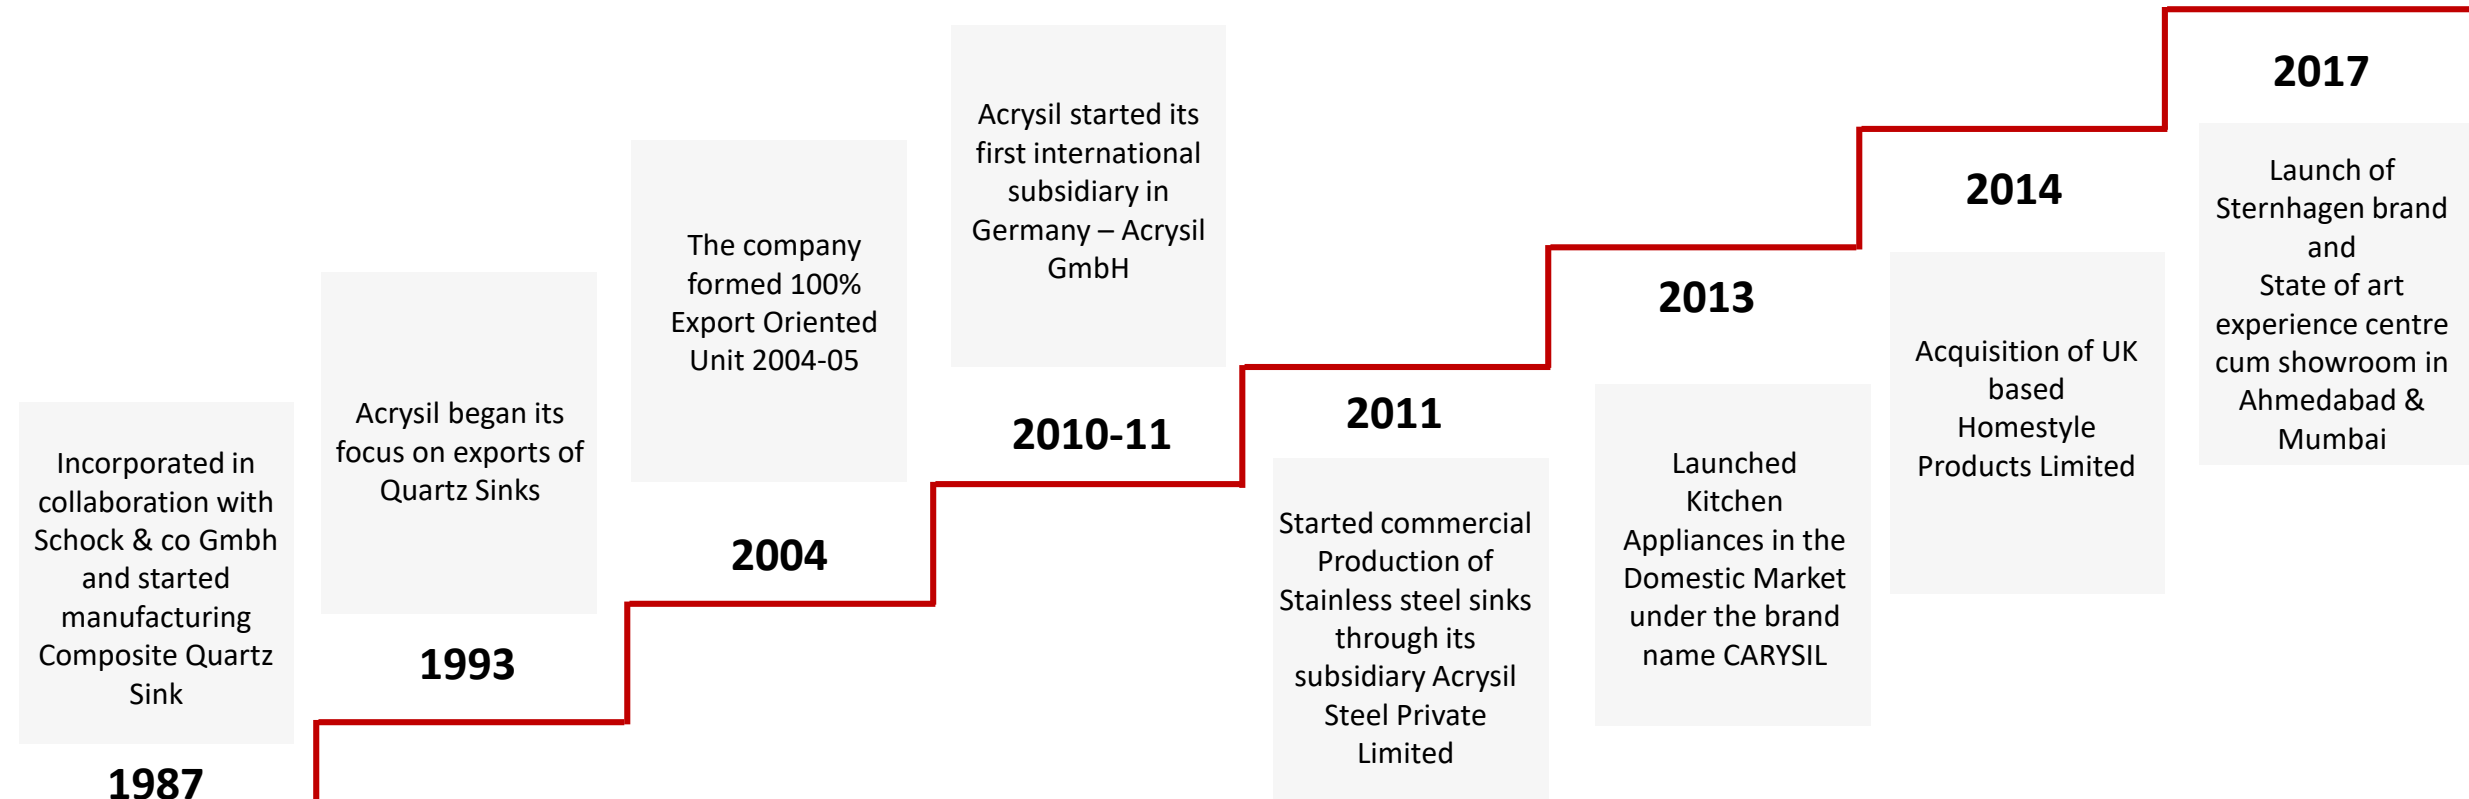 Incorporated in
collaboration with
Schock & co Gmbh
and started
manufacturing
Composite Quartz
Sink
1987
Acrysil began its
focus on exports of
Quartz Sinks
1993
The company
formed 100%
Export Oriented
Unit 2004-05
2004
Acrysil started its
first international
subsidiary in
Germany – Acrysil
GmbH
2010-11
2011
Started commercial
Production of
Stainless steel sinks
through its
subsidiary Acrysil
Steel Private
Limited
2013
Launched
Kitchen
Appliances in the
Domestic Market
under the brand
name CARYSIL
2014
Acquisition of UK
based
Homestyle
Products Limited
2017
Launch of
Sternhagen brand
and
State of art
experience centre
cum showroom in
Ahmedabad &
Mumbai